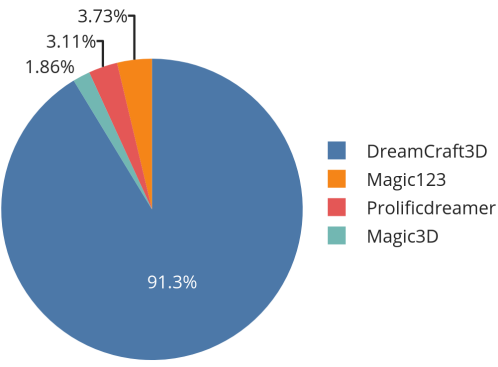 3.73%
3.11%
1.86%
91.3%
DreamCraft3D
Magic123
Prolificdreamer
Magic3D